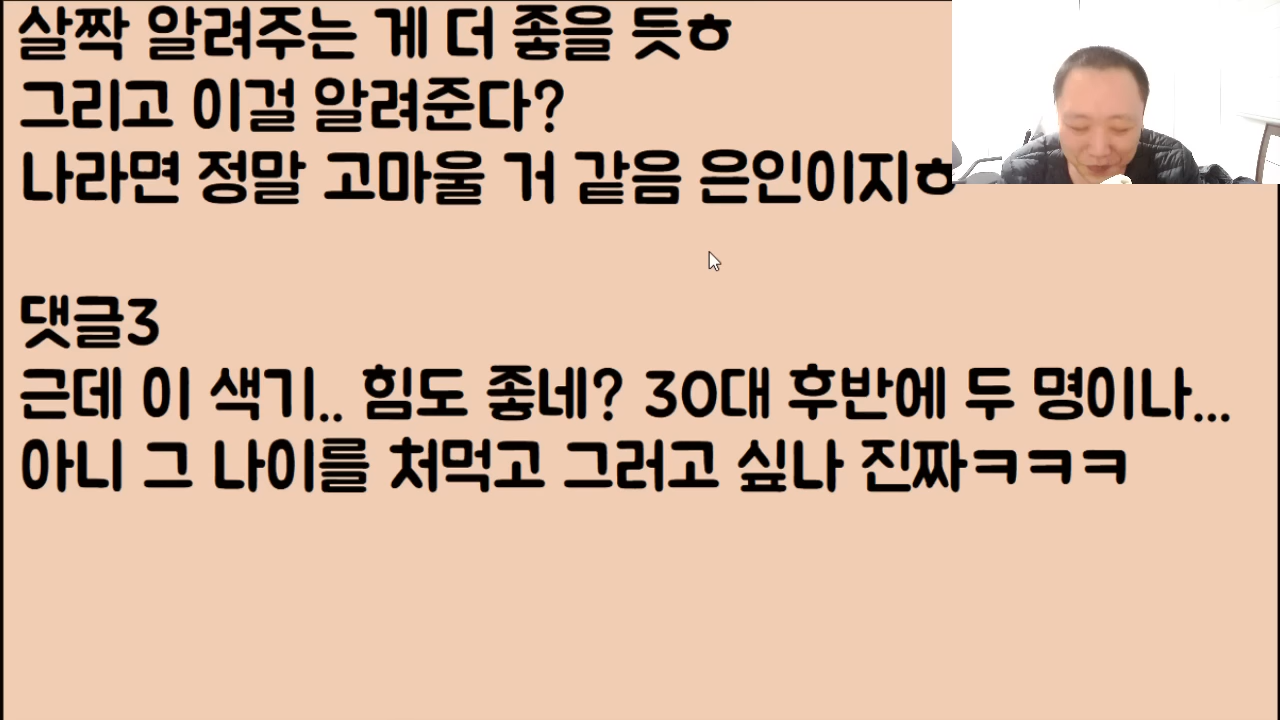 살짝 알려주는 게 더 좋을 듯ㅎ
그리고 이걸 알려준다?
나라면 정말 고마울 거 같음 은인이지ㅎ
댓글3
근데 이 색기.. 힘도 좋네? 30대 후반에 두 명이나...
아니 그 나이를 처먹고 그러고 싶나 진짜ㅋㅋㅋ